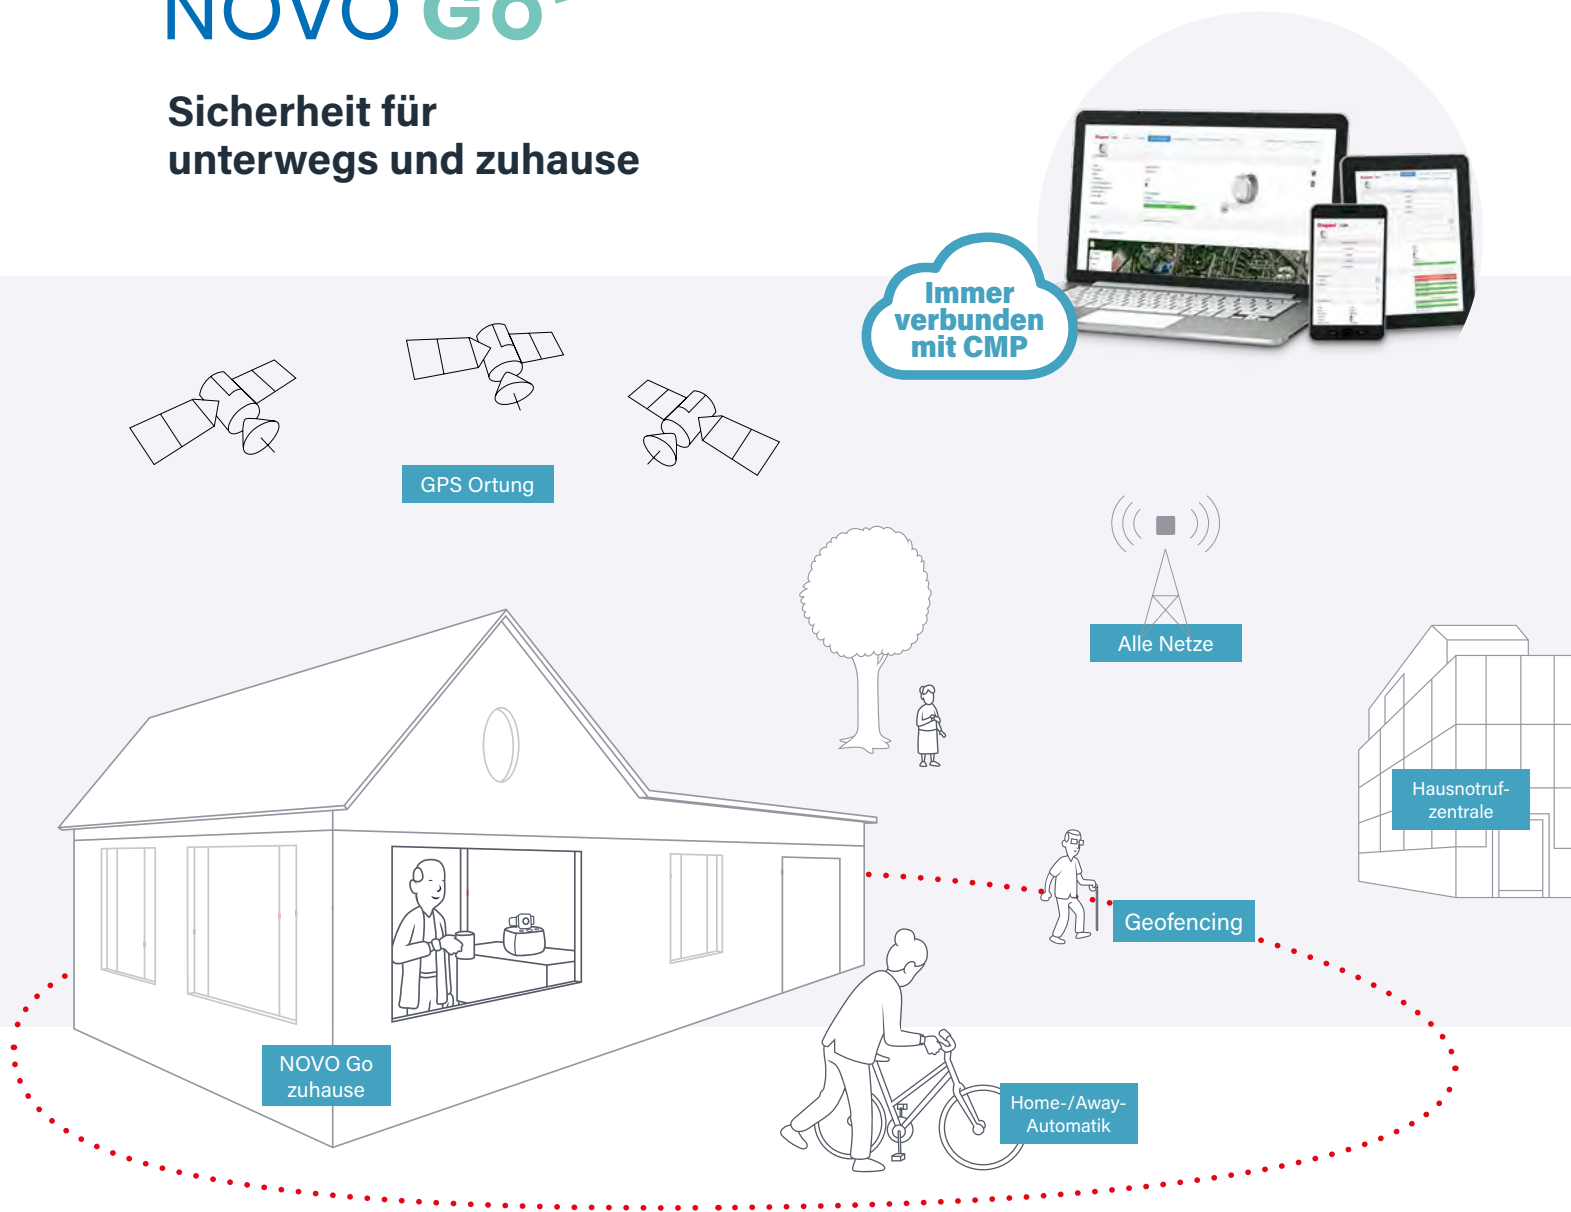 NOVO Go
Sicherheit für
unterwegs und zuhause
Immer
verbunden
mit CMP
GPS Ortung
Alle Netze
Hausnotruf-
zentrale
Geofencing
NOVO Go
zuhause
Home-/Away-
Automatik